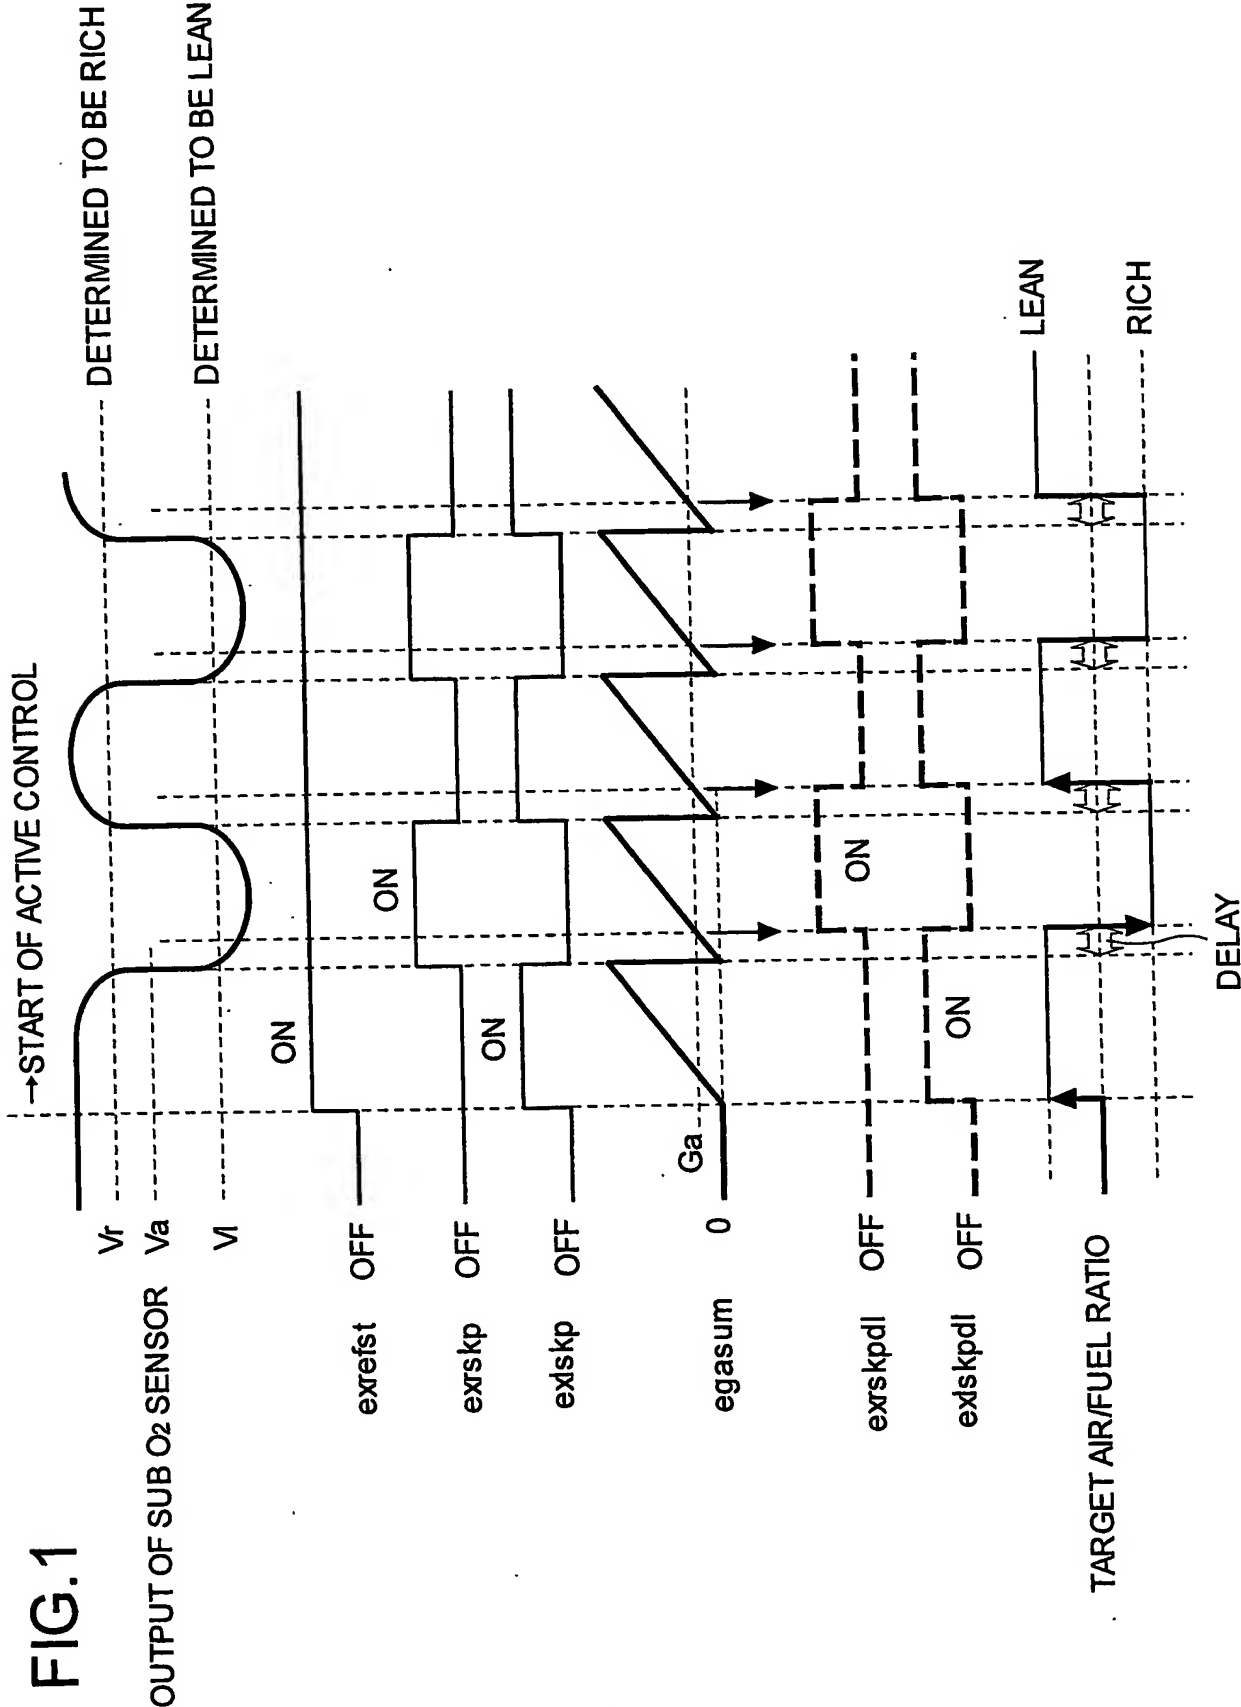 FIG.1
→START OF ACTIVE CONTROL
Vr
DETERMINED TO BE RICH
OUTPUT OF SUB O2 SENSOR
Va
Vl
DETERMINED TO BE LEAN
exrefst OFF
ON
exrskp OFF
ON
exlskp OFF
ON
Ga
egasum 0
exrskpdl OFF
ON
exlskpdl OFF
ON
TARGET AIR/FUEL RATIO
LEAN
RICH
DELAY